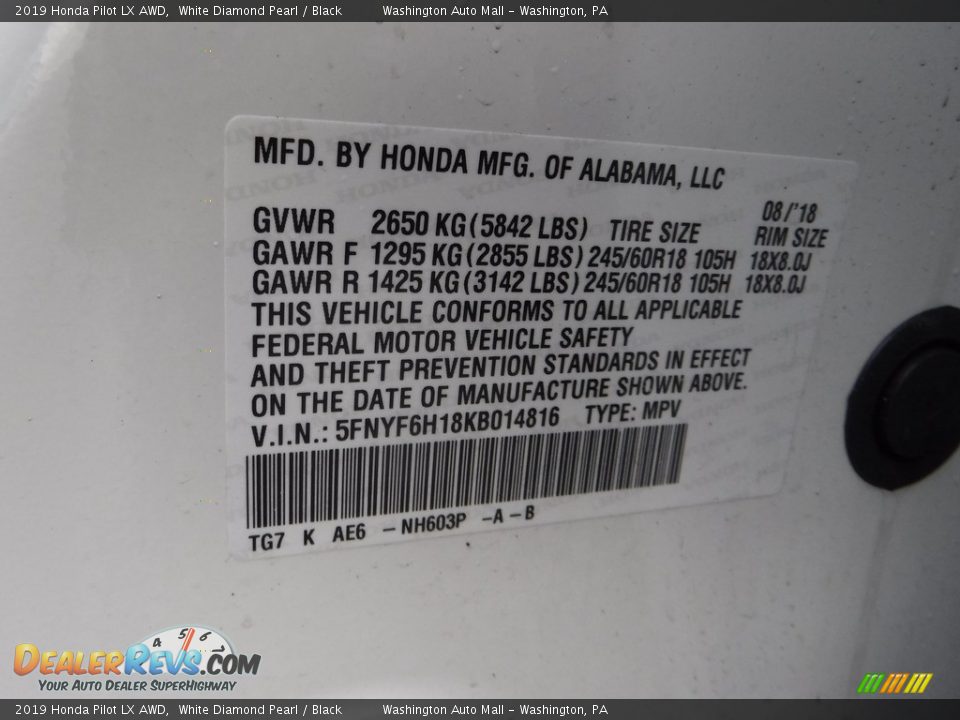 2019 Honda Pilot LX AWD, White Diamond Pearl / Black Washington Auto Mall - Washington, PA
MFD. BY HONDA MFG. OF ALABAMA, LLC
08/'18
GVWR 2650 KG (5842 LBS) TIRE SIZE RIM SIZE
GAWR F 1295 KG (2855 LBS) 245/60R18 105H 18X8.0J
GAWR R 1425 KG (3142 LBS) 245/60R18 105H 18X8.0J
THIS VEHICLE CONFORMS TO ALL APPLICABLE
FEDERAL MOTOR VEHICLE SAFETY
AND THEFT PREVENTION STANDARDS IN EFFECT
ON THE DATE OF MANUFACTURE SHOWN ABOVE.
V.I.N.: 5FNYF6H18KB014816 TYPE: MPV
TG7 K AE6 - NH603P - A - B
4 5 6
DEALERREVS.COM
YOUR AUTO DEALER SUPERHIGHWAY
2019 Honda Pilot LX AWD, White Diamond Pearl / Black Washington Auto Mall - Washington, PA